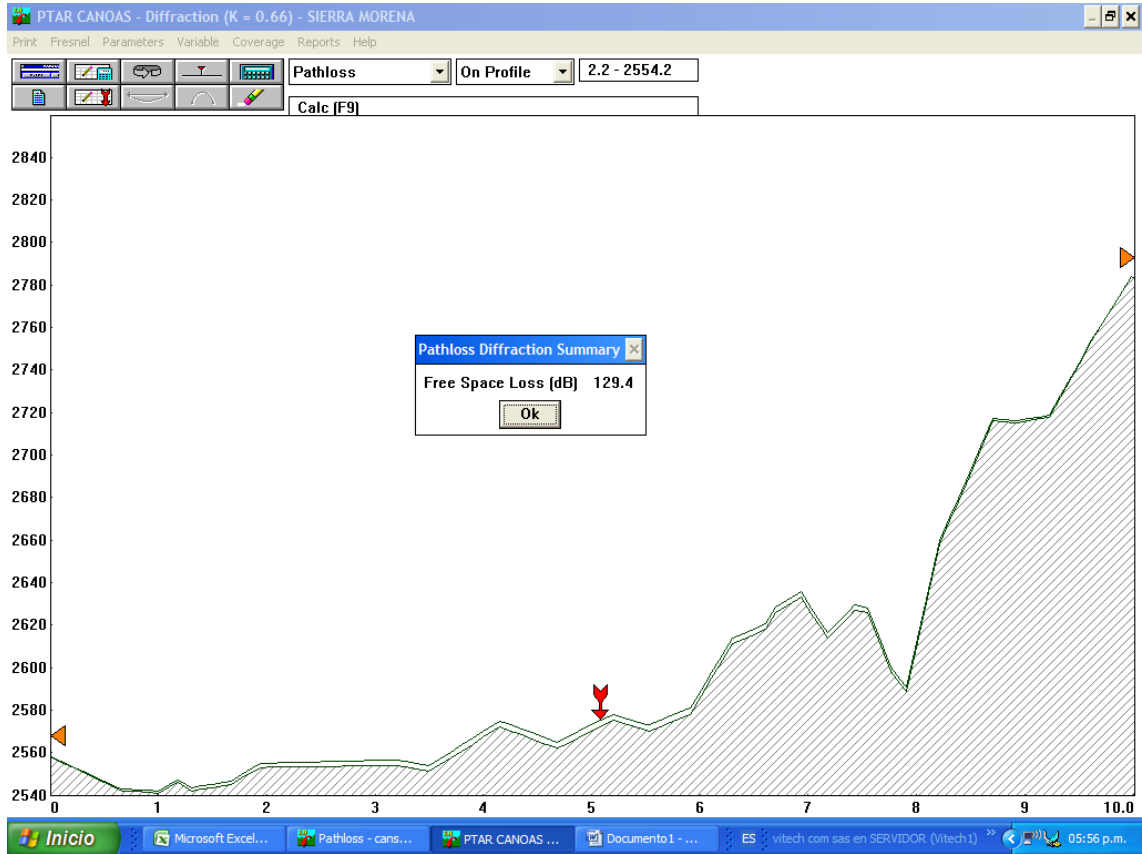 PTAR CANOAS - Diffraction (K = 0.66) - SIERRA MORENA
Print Fresnel Parameters Variable Coverage Reports Help
Pathloss On Profile 2.2 - 2554.2
Calc (F9)
2840
2820
2800
2780
2760
2740
2720
2700
2680
2660
2640
2620
2600
2580
2560
2540
Pathloss Diffraction Summary
Free Space Loss (dB) 129.4
Ok
0 1 2 3 4 5 6 7 8 9 10.0
Inicio Microsoft Excel... Pathloss - cans... PTAR CANOAS ... Documento1 - ... ES vitech com sas en SERVIDOR (Vitech1) 05:56 p.m.